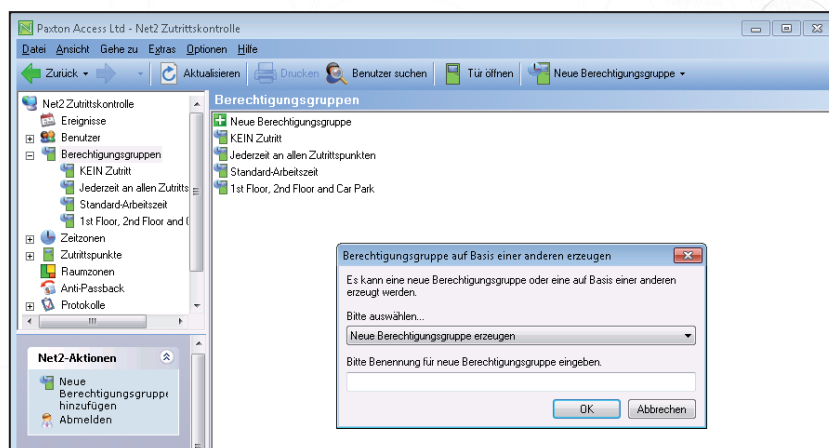 Paxton Access Ltd - Net2 Zutrittskontrolle
Datei Ansicht Gehe zu Extras Optionen Hilfe
Zurück Aktualisieren Drucken Benutzer suchen Tür öffnen Neue Berechtigungsgruppe
Net2 Zutrittskontrolle
Ereignisse
Benutzer
Berechtigungsgruppen
KEIN Zutritt
Jederzeit an allen Zutritts
Standard-Arbeitszeit
1st Floor, 2nd Floor and
Zeitzonen
Zutrittspunkte
Raumzonen
Anti-Passback
Protokolle
Net2-Aktionen
Neue
Berechtigungsgruppe
hinzufügen
Abmelden
Berechtigungsgruppen
Neue Berechtigungsgruppe
KEIN Zutritt
Jederzeit an allen Zutrittspunkten
Standard-Arbeitszeit
1st Floor, 2nd Floor and Car Park
Berechtigungsgruppe auf Basis einer anderen erzeugen
Es kann eine neue Berechtigungsgruppe oder eine auf Basis einer anderen
erzeugt werden.
Bitte auswählen...
Neue Berechtigungsgruppe erzeugen
Bitte Benennung für neue Berechtigungsgruppe eingeben.
OK Abbrechen